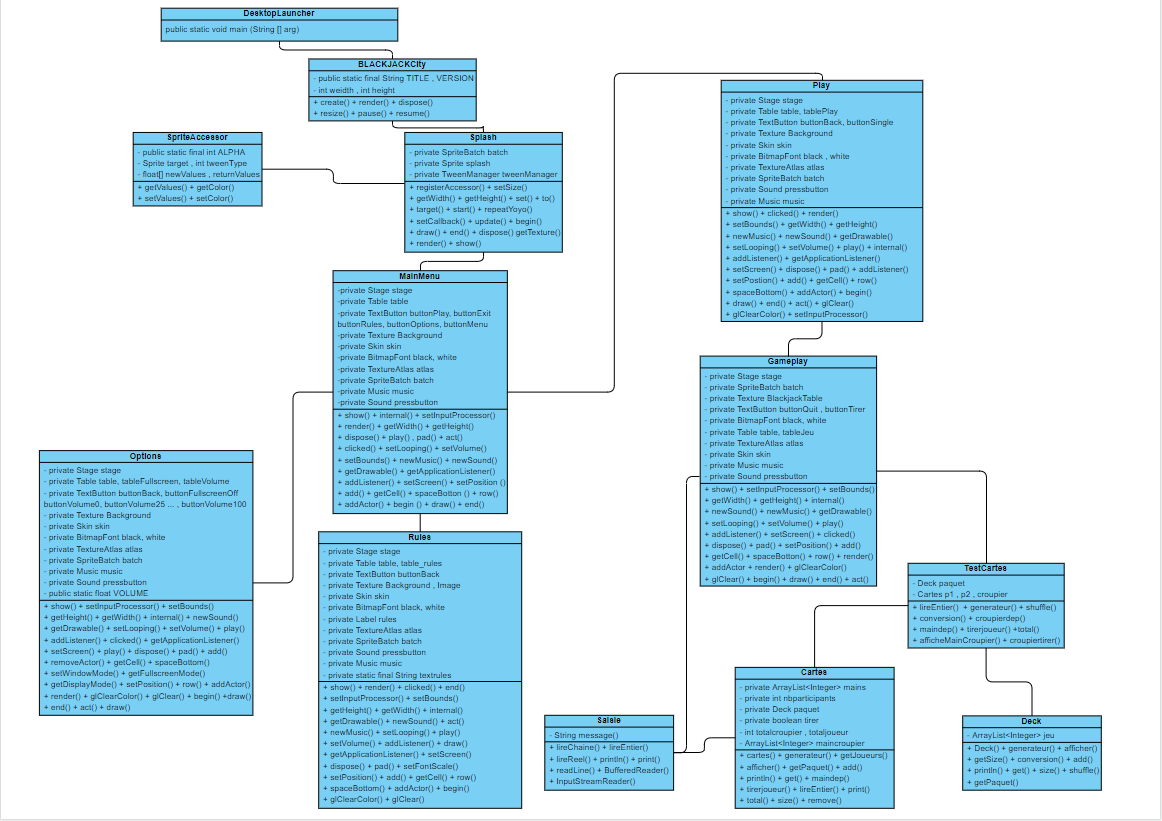 DesktopLauncher
public static void main (String [] arg)
BLACKJACKCity
- public static final String TITLE , VERSION
- int weidth , int height
+ create() + render() + dispose()
+ resize() + pause() + resume()
SpriteAccessor
- public static final int ALPHA
- Sprite target , int tweenType
- float[] newValues , returnValues
+ getValues() + getColor()
+ setValues() + setColor()
Splash
- private SpriteBatch batch
- private Sprite splash
- private TweenManager tweenManager
+ registerAccessor() + setSize()
+ getWidth() + getHeight() + set() + to()
+ target() + start() + repeatYoyo()
+ setCallback() + update() + begin()
+ draw() + end() + dispose() getTexture()
+ render() + show()
Play
- private Stage stage
- private Table table, tablePlay
- private TextButton buttonBack, buttonSingle
- private Texture Background
- private Skin skin
- private BitmapFont black , white
- private TextureAtlas atlas
- private SpriteBatch batch
- private Sound pressbutton
- private Music music
+ show() + clicked() + render()
+ setBounds() + getWidth() + getHeight()
+ newMusic() + newSound() + getDrawable()
+ setLooping() + setVolume() + play() + internal()
+ addListener() + getApplicationListener()
+ setScreen() + dispose() + pad() + addListener()
+ setPostion() + add() + getCell() + row()
+ spaceBottom() + addActor() + begin()
+ draw() + end() + act() + glClear()
+ glClearColor() + setInputProcessor()
MainMenu
-private Stage stage
-private Table table
-private TextButton buttonPlay, buttonExit
buttonRules, buttonOptions, buttonMenu
-private Texture Background
-private Skin skin
-private BitmapFont black, white
-private TextureAtlas atlas
-private SpriteBatch batch
-private Music music
-private Sound pressbutton
+ show() + internal() + setInputProcessor()
+ render() + getWidth() + getHeight()
+ dispose() + play() , pad() + act()
+ clicked() + setLooping() + setVolume()
+ setBounds() + newMusic() + newSound()
+ getDrawable() + getApplicationListener()
+ addListener() + setScreen() + setPosition ()
+ add() + getCell() + spaceBotton () + row()
+ addActor() + begin () + draw() + end()
Gameplay
- private Stage stage
- private SpriteBatch batch
- private Texture BlackjackTable
- private TextButton buttonQuit , buttonTirer
- private BitmapFont black, white
- private Table table, tableJeu
- private TextureAtlas atlas
- private Skin skin
- private Music music
- private Sound pressbutton
+ show() + setInputProcessor() + setBounds()
+ getWidth() + getHeight() + internal()
+ newSound() + newMusic() + getDrawable()
+ setLooping() + setVolume() + play()
+ addListener() + setScreen() + clicked()
+ dispose() + pad() + setPosition() + add()
+ getCell() + spaceBotton() + row() + render()
+ addActor + render() + glClearColor()
+ glClear() + begin() + draw() + end() + act()
Options
- private Stage stage
- private Table table, tableFullscreen, tableVolume
- private TextButton buttonBack, buttonFullscreenOff
buttonVolume0, buttonVolume25 ... , buttonVolume100
- private Texture Background
- private Skin skin
- private BitmapFont black, white
- private TextureAtlas atlas
- private SpriteBatch batch
- private Music music
- private Sound pressbutton
- public static float VOLUME
+ show() + setInputProcessor + setBounds()
+ getHeight() + getWidth() + internal() + newSound()
+ getDrawable() + setLooping() + setVolume() + play()
+ addListener() + clicked() + getApplicationListener()
+ setScreen() + play() + dispose() + pad() + add()
+ removeActor() + getCell() + spaceBottom()
+ setWindowMode() + getFullscreenMode()
+ getDisplayMode() + setPosition() + row() + addActor()
+ render() + glClearColor() + glClear() + begin() +draw()
+ end() + act() + draw()
Rules
- private Stage stage
- private Table table, table_rules
- private TextButton buttonBack
- private Texture Background , Image
- private Skin skin
- private BitmapFont black, white
- private Label rules
- private TextureAtlas atlas
- private SpriteBatch batch
- private Sound pressbutton
- private Music music
- private static final String textrules
+ show() + render() + clicked() + end()
+ setInputProcessor() + setBounds()
+ getHeight() + getWidth() + internal()
+ getDrawable() + newSound() + act()
+ newMusic() + setLooping() + play()
+ setVolume() + addListener() + draw()
+ getApplicationListener() + setScreen()
+ dispose() + pad() + setFontScale()
+ setPosition() + add() + getCell() + row()
+ spaceBottom() + addActor() + begin()
+ glClearColor() + glClear()
TestCartes
- Deck paquet
- Cartes p1 , p2 , croupier
+ lireEntier() + generateur() + shuffle()
+ conversion() + croupierdep()
+ maindep() + tirerjoueur() +total()
+ afficheMainCroupier() + croupiertirer()
Cartes
- private ArrayList<Integer> mains
- private int nbparticipants
- private Deck paquet
- private boolean tirer
- int totalcroupier , totaljoueur
- ArrayList<Integer> maincroupier
+ cartes() + generateur() + getJoueurs()
+ afficher() + getPaquet() + add()
+ println() + get() + maindep()
+ tirerjoueur() + lireEntier() + print()
+ total() + size() + remove()
Saisie
- String message()
+ lireChaine() + lireEntier()
+ lireReel() + println() + print()
+ readLine() + BufferedReader()
+ InputStreamReader()
Deck
- ArrayList<Integer> jeu
+ Deck() + generateur() + afficher()
+ getSize() + conversion() + add()
+ println() + get() + size() + shuffle()
+ getPaquet()